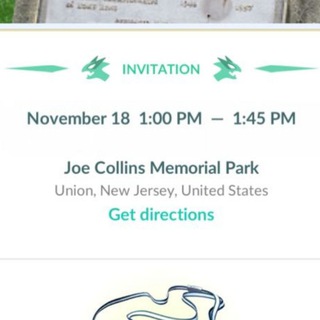 INVITATION
November 18 1:00 PM — 1:45 PM
Joe Collins Memorial Park
Union, New Jersey, United States
Get directions